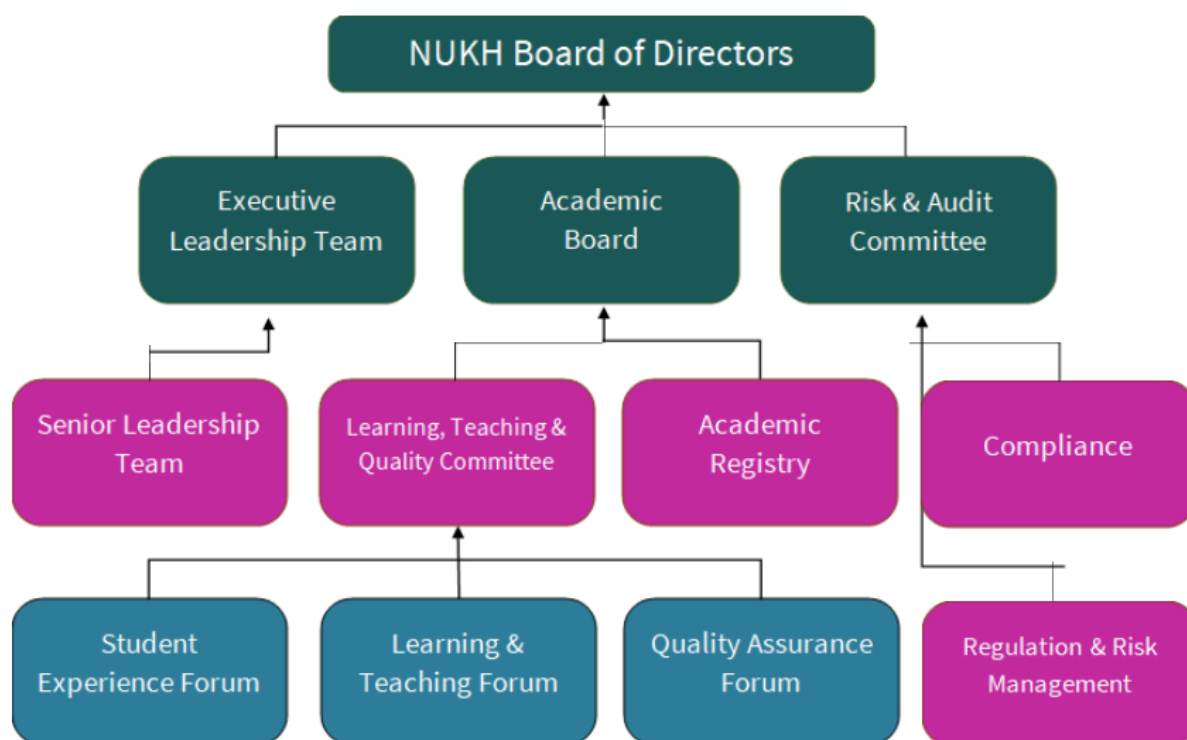 NUKH Board of Directors
Executive
Leadership Team
Academic
Board
Risk & Audit
Committee
Senior Leadership
Team
Learning, Teaching &
Quality Committee
Academic
Registry
Compliance
Student
Experience Forum
Learning &
Teaching Forum
Quality Assurance
Forum
Regulation & Risk
Management